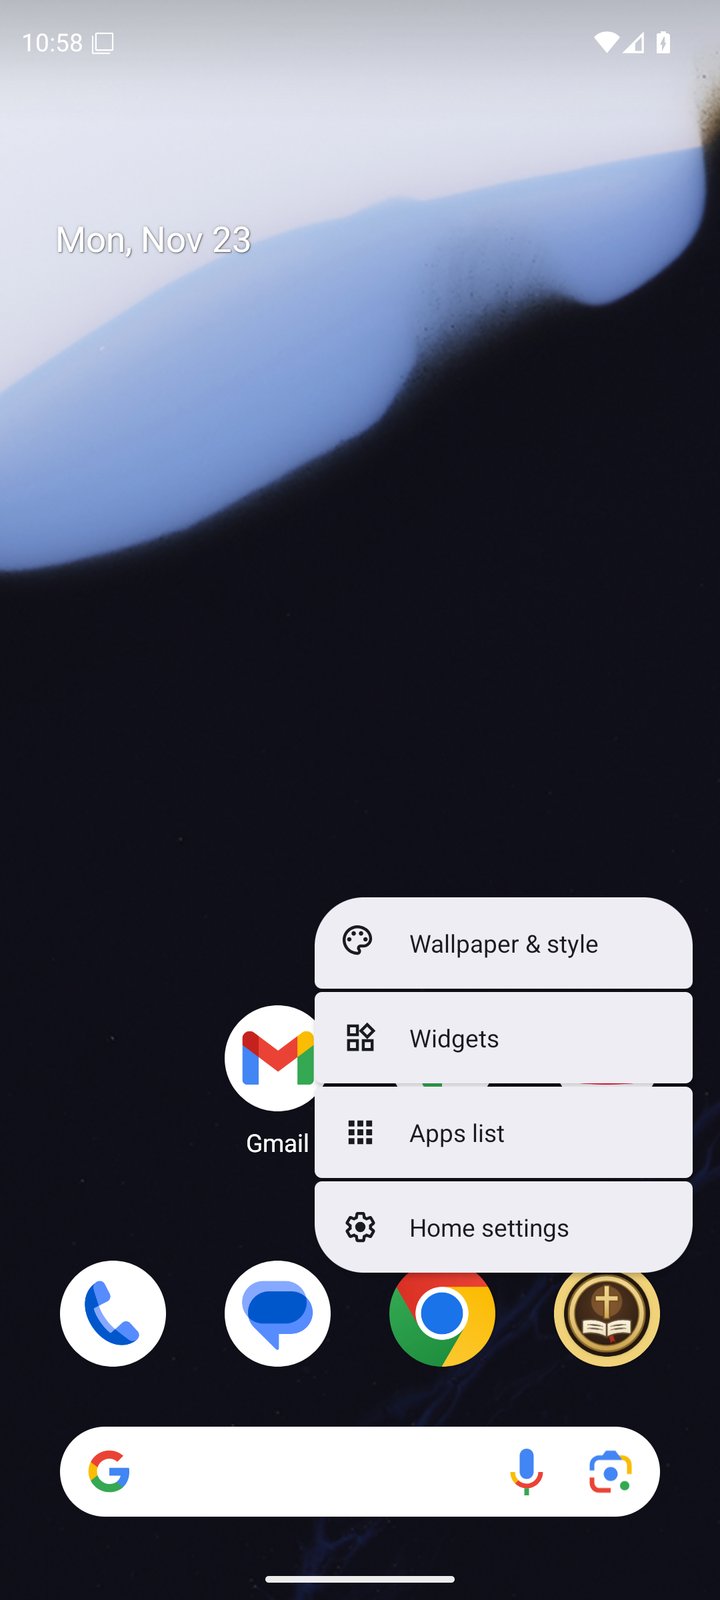 10:58
Mon, Nov 23
Wallpaper & style
Widgets
Apps list
Home settings
Gmail